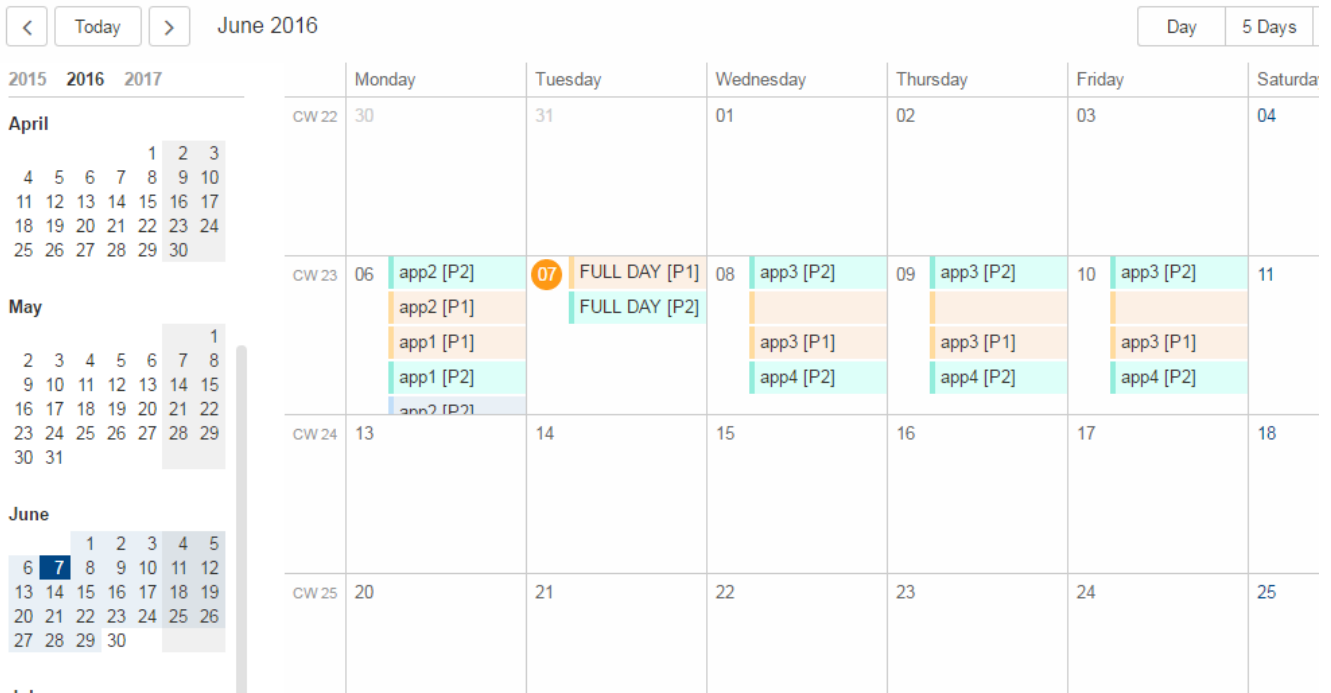 < Today > June 2016 Day 5 Days
2015 2016 2017
April
1 2 3
4 5 6 7 8 9 10
11 12 13 14 15 16 17
18 19 20 21 22 23 24
25 26 27 28 29 30
May
1
2 3 4 5 6 7 8
9 10 11 12 13 14 15
16 17 18 19 20 21 22
23 24 25 26 27 28 29
30 31
June
1 2 3 4 5
6 7 8 9 10 11 12
13 14 15 16 17 18 19
20 21 22 23 24 25 26
27 28 29 30
Monday Tuesday Wednesday Thursday Friday Saturday
CW 22 30 31 01 02 03 04
CW 23 06 app2 [P2] 07 FULL DAY [P1] 08 app3 [P2] 09 app3 [P2] 10 app3 [P2] 11
app2 [P1] FULL DAY [P2]
app1 [P1] app3 [P1] app3 [P1] app3 [P1]
app1 [P2] app4 [P2] app4 [P2] app4 [P2]
app2 [P2]
CW 24 13 14 15 16 17 18
CW 25 20 21 22 23 24 25